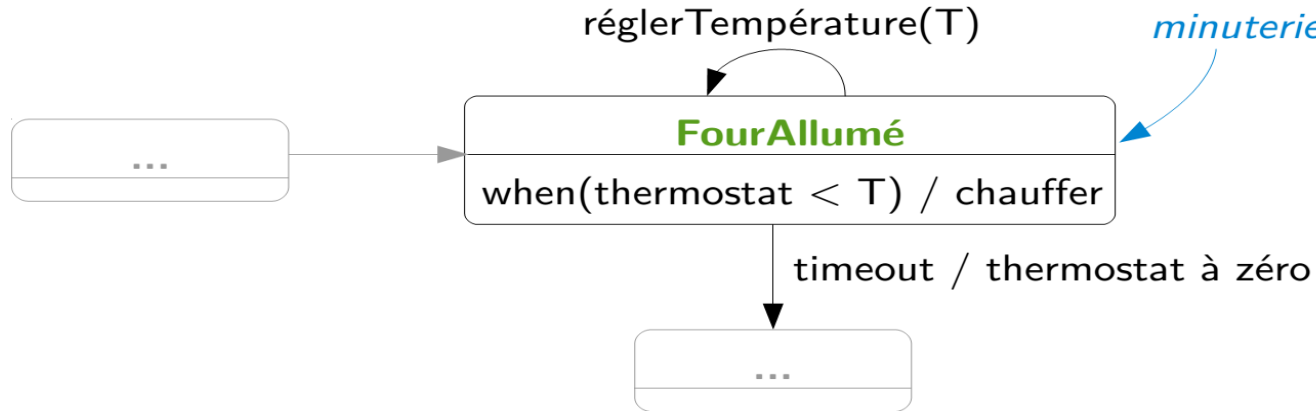 réglerTempérature(T)
minuterie
...
FourAllumé
when(thermostat < T) / chauffer
timeout / thermostat à zéro
...